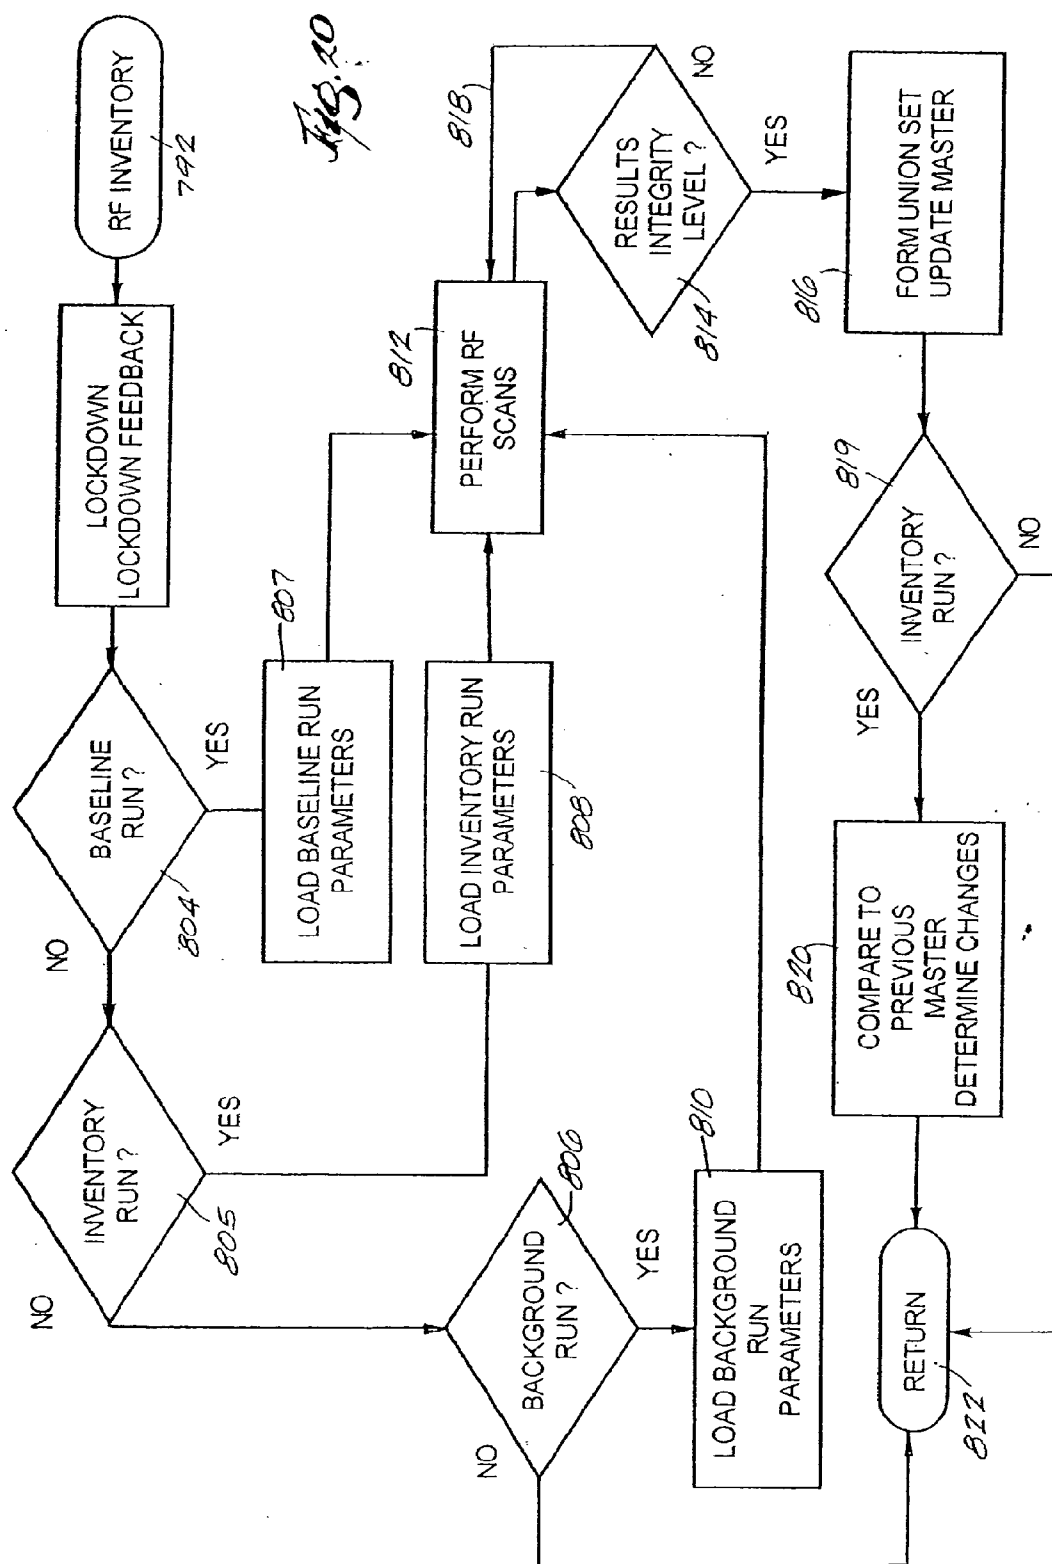 Fig. 20
RF INVENTORY
792
LOCKDOWN
LOCKDOWN FEEDBACK
BASELINE
RUN ?
804
YES
NO
LOAD BASELINE RUN
PARAMETERS
807
INVENTORY
RUN ?
805
YES
NO
LOAD INVENTORY RUN
PARAMETERS
808
BACKGROUND
RUN ?
806
YES
NO
LOAD BACKGROUND
RUN
PARAMETERS
810
PERFORM RF
SCANS
812
818
RESULTS
INTEGRITY
LEVEL ?
814
NO
YES
FORM UNION SET
UPDATE MASTER
816
INVENTORY
RUN ?
819
NO
YES
COMPARE TO
PREVIOUS
MASTER
DETERMINE CHANGES
820
RETURN
822